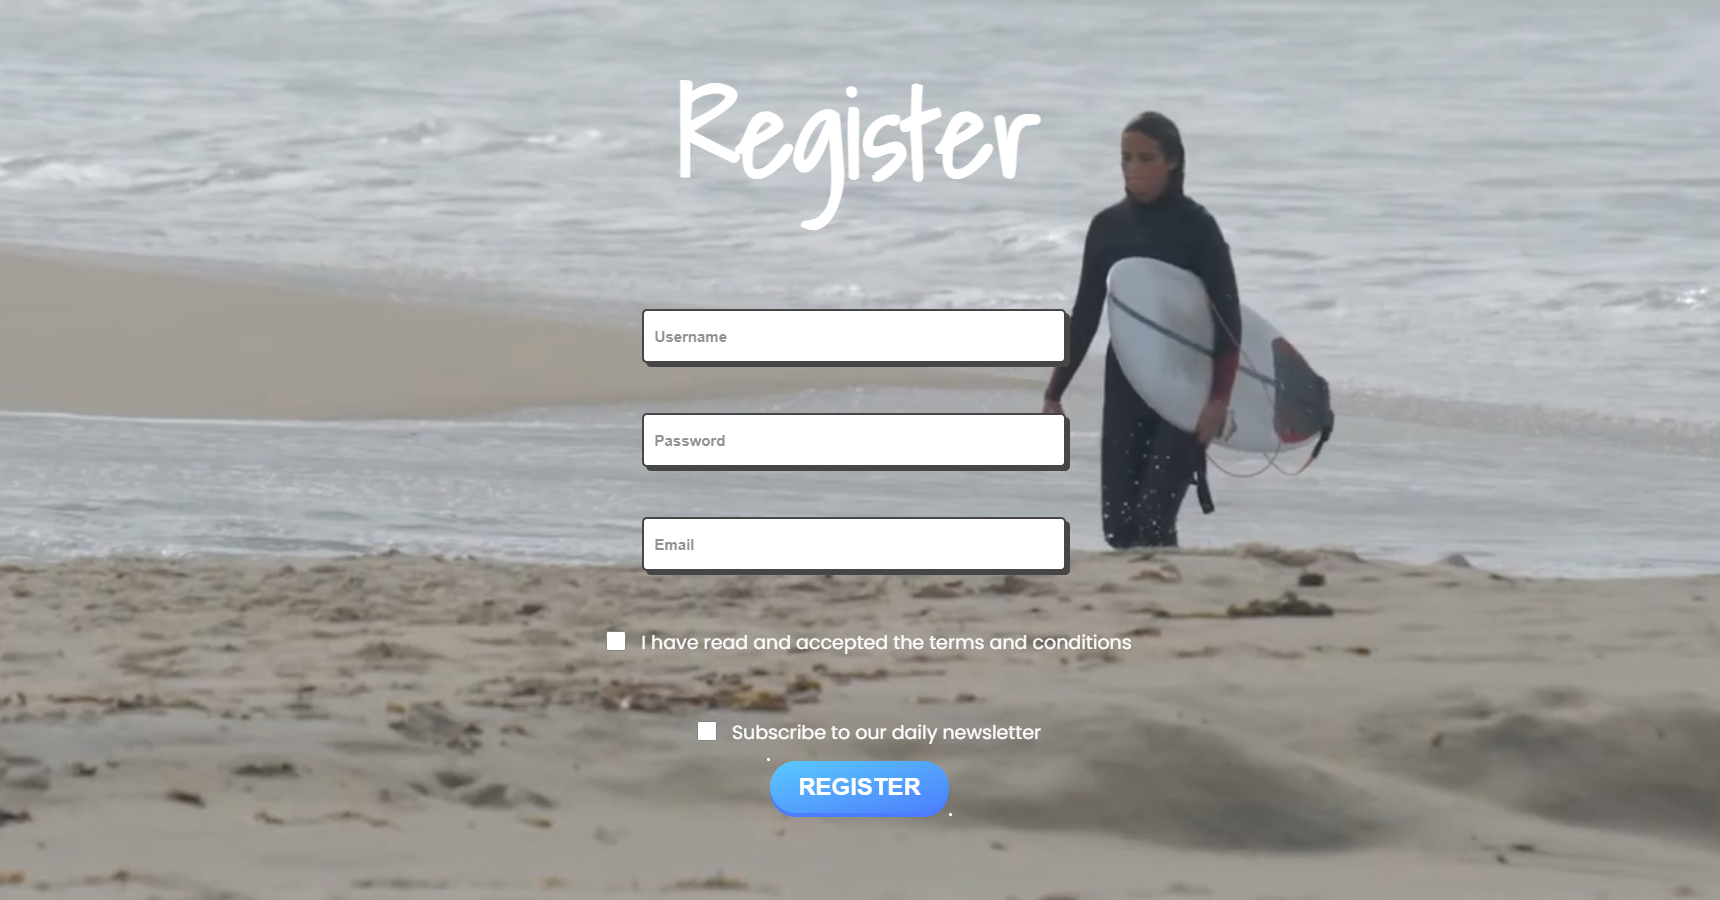 Register
Username
Password
Email
I have read and accepted the terms and conditions
Subscribe to our daily newsletter
REGISTER